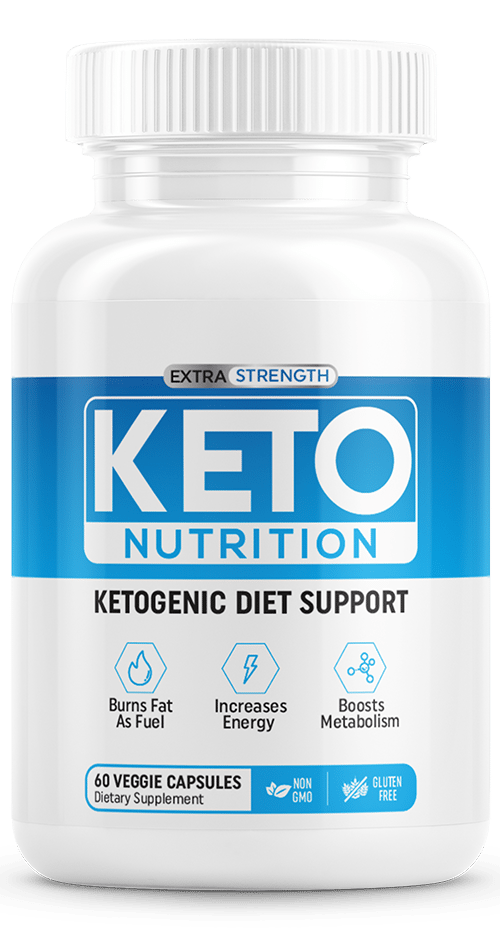 EXTRA STRENGTH
KETO
NUTRITION
KETOGENIC DIET SUPPORT
Burns Fat
As Fuel
Increases
Energy
Boosts
Metabolism
60 VEGGIE CAPSULES
Dietary Supplement
NON
GMO
GLUTEN
FREE